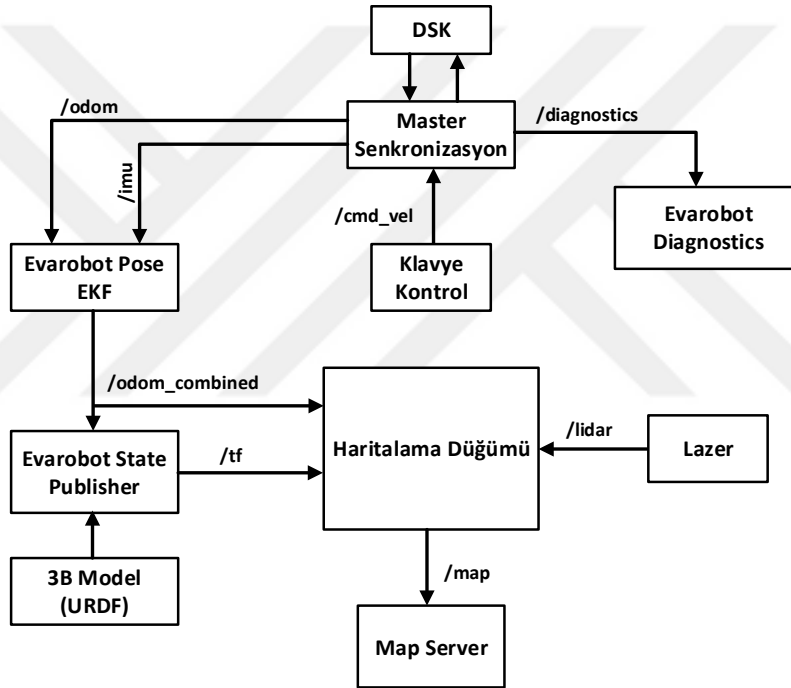 DSK
/odom
Master
Senkronizasyon
/diagnostics
/imu
/cmd_vel
Evarobot
Diagnostics
Evarobot Pose
EKF
Klavye
Kontrol
/odom_combined
Evarobot State
Publisher
/tf
Haritalama Düğümü
/lidar
Lazer
3B Model
(URDF)
/map
Map Server